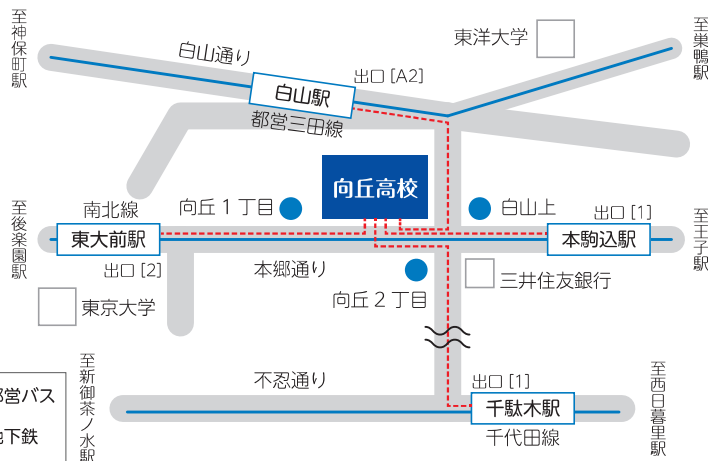 至神保町駅
白山通り
東洋大学
至巣鴨駅
出口 [A2]
白山駅
都営三田線
向丘高校
南北線
向丘1丁目
白山上
出口 [1]
至後楽園駅
東大前駅
本駒込駅
至王子駅
出口 [2]
本郷通り
三井住友銀行
東京大学
向丘2丁目
至新御茶ノ水駅
不忍通り
出口 [1]
至西日暮里駅
千駄木駅
千代田線
都営バス
地下鉄